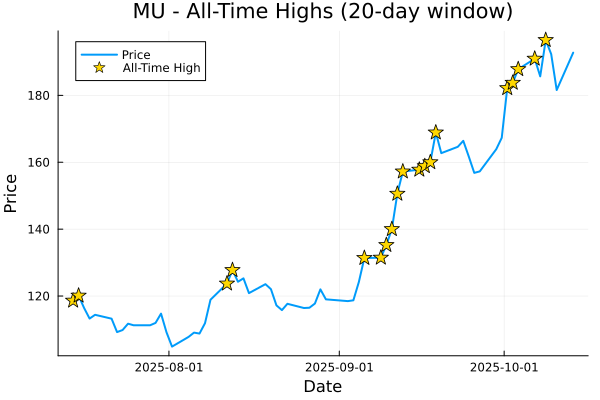 MU - All-Time Highs (20-day window)
Price
All-Time High
180
160
140
120
Price
2025-08-01
2025-09-01
2025-10-01
Date